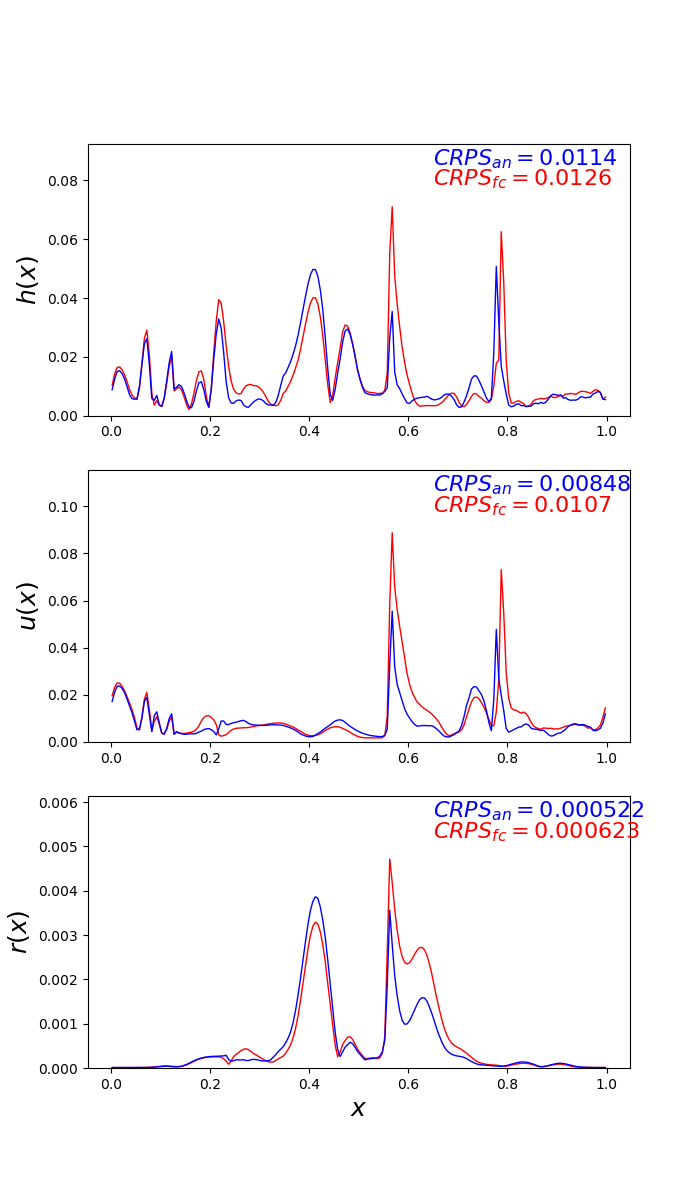 CRPS_an = 0.0114
CRPS_fc = 0.0126
h(x)
0.08
0.06
0.04
0.02
0.00
0.0 0.2 0.4 0.6 0.8 1.0
CRPS_an = 0.00848
CRPS_fc = 0.0107
u(x)
0.10
0.08
0.06
0.04
0.02
0.00
0.0 0.2 0.4 0.6 0.8 1.0
CRPS_an = 0.000522
CRPS_fc = 0.000623
r(x)
0.006
0.005
0.004
0.003
0.002
0.001
0.000
0.0 0.2 0.4 0.6 0.8 1.0
x